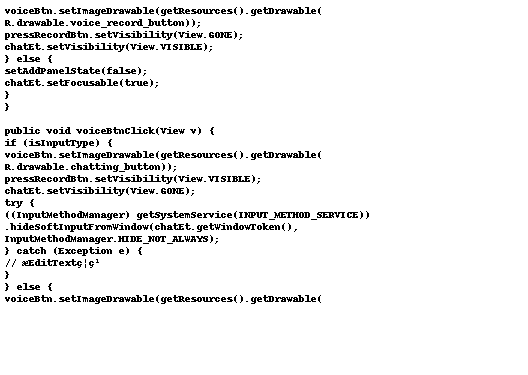 voiceBtn.setImageDrawable(getResources().getDrawable(
R.drawable.voice_record_button));
pressRecordBtn.setVisibility(View.GONE);
chatEt.setVisibility(View.VISIBLE);
} else {
setAddPanelState(false);
chatEt.setFocusable(true);
}
}

public void voiceBtnClick(View v) {
if (isInputType) {
voiceBtn.setImageDrawable(getResources().getDrawable(
R.drawable.chatting_button));
pressRecordBtn.setVisibility(View.VISIBLE);
chatEt.setVisibility(View.GONE);
try {
((InputMethodManager) getSystemService(INPUT_METHOD_SERVICE))
.hideSoftInputFromWindow(chatEt.getWindowToken(),
InputMethodManager.HIDE_NOT_ALWAYS);
} catch (Exception e) {
// æEditTextç¦ç¹
}
} else {
voiceBtn.setImageDrawable(getResources().getDrawable(